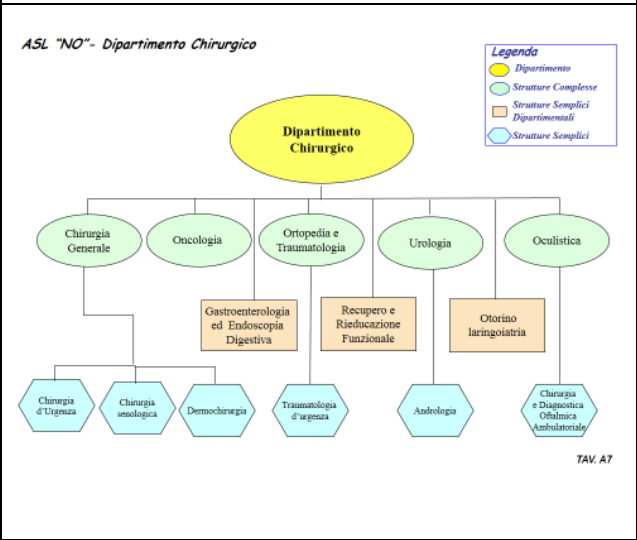 ASL "NO"- Dipartimento Chirurgico
Legenda
Dipartimento
Strutture Complesse
Strutture Semplici
Dipartimentali
Strutture Semplici
Dipartimento
Chirurgico
Chirurgia
Generale
Oncologia
Ortopedia e
Traumatologia
Urologia
Oculistica
Gastroenterologia
ed Endoscopia
Digestiva
Recupero e
Rieducazione
Funzionale
Otorino
laringoiatria
Chirurgia
d'Urgenza
Chirurgia
senologica
Dermochirurgia
Traumatologia
d'urgenza
Andrologia
Chirurgia
e Diagnostica
Oftalmica
Ambulatoriale
TAV. A7